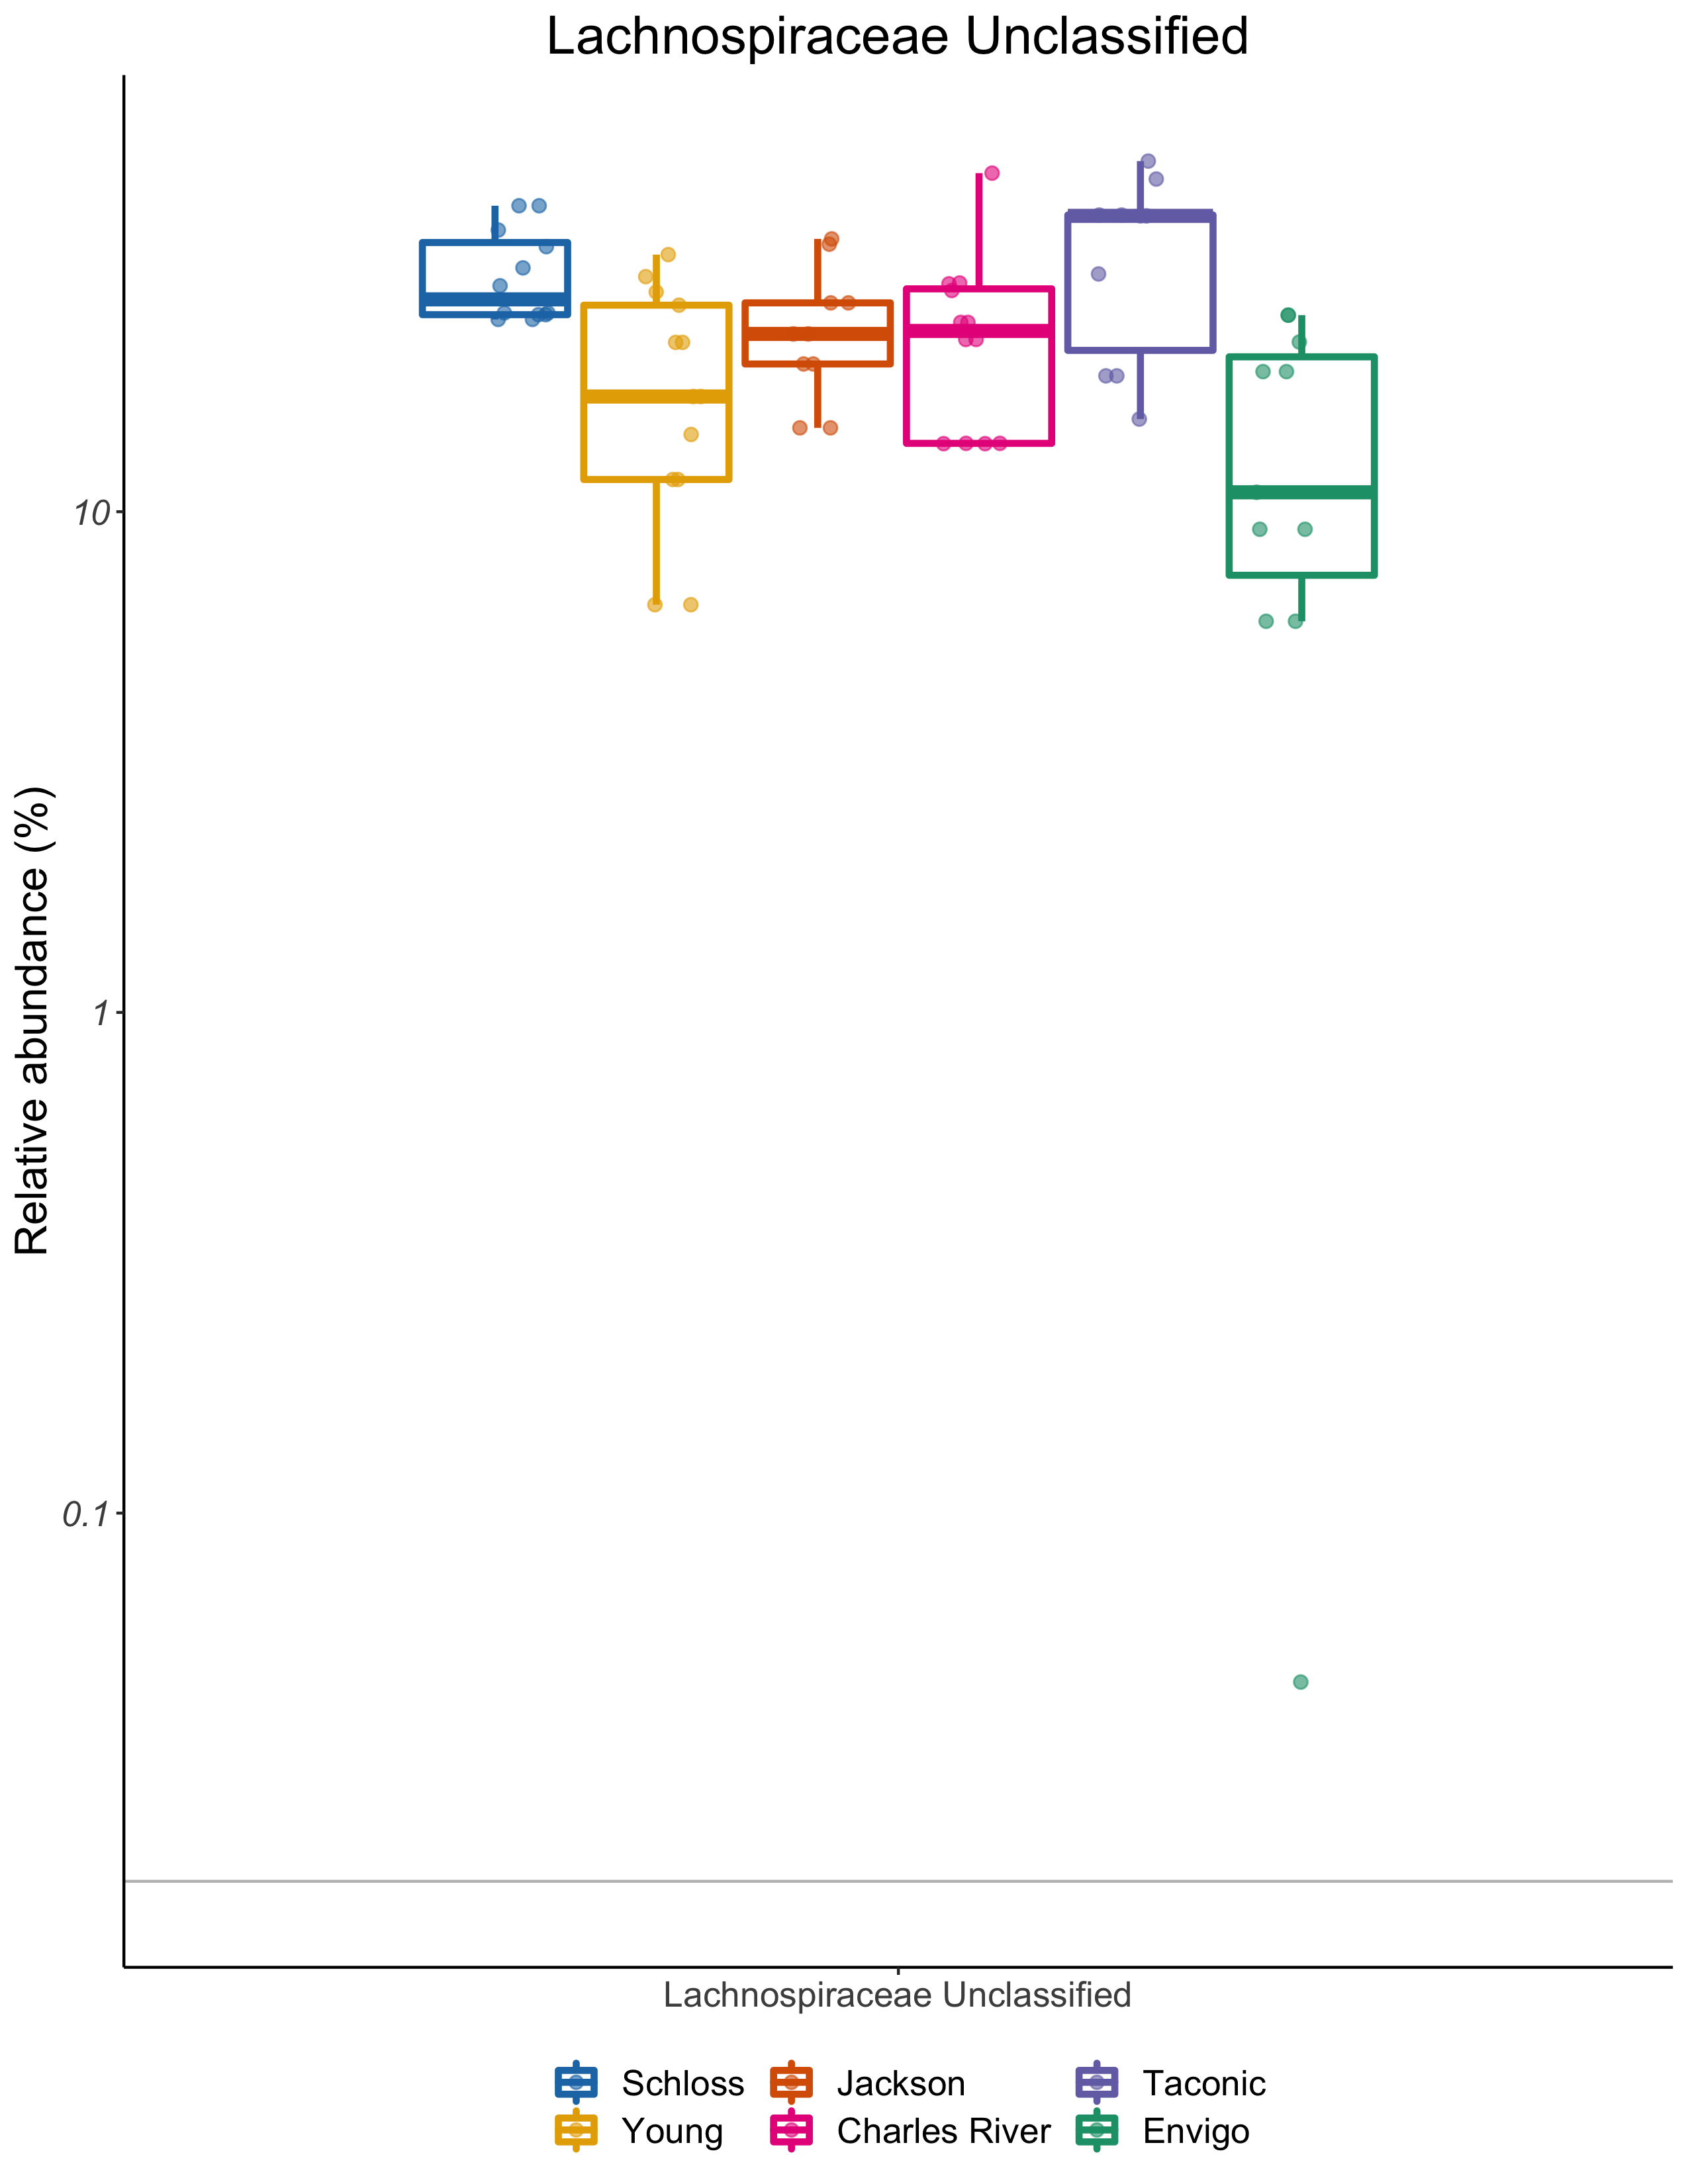 Lachnospiraceae Unclassified
Relative abundance (%)
10
1
0.1
Lachnospiraceae Unclassified
Schloss Jackson Taconic
Young Charles River Envigo